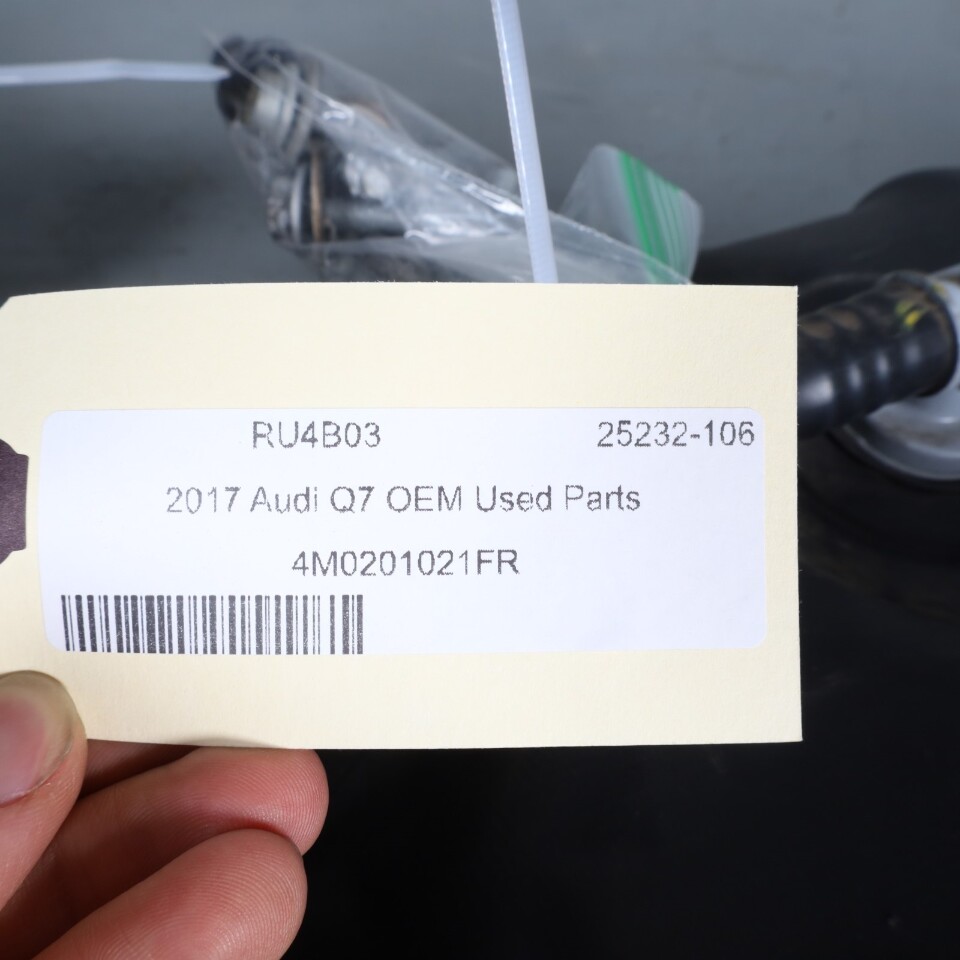 RU4B03 25232-106
2017 Audi Q7 OEM Used Parts
4M0201021FR